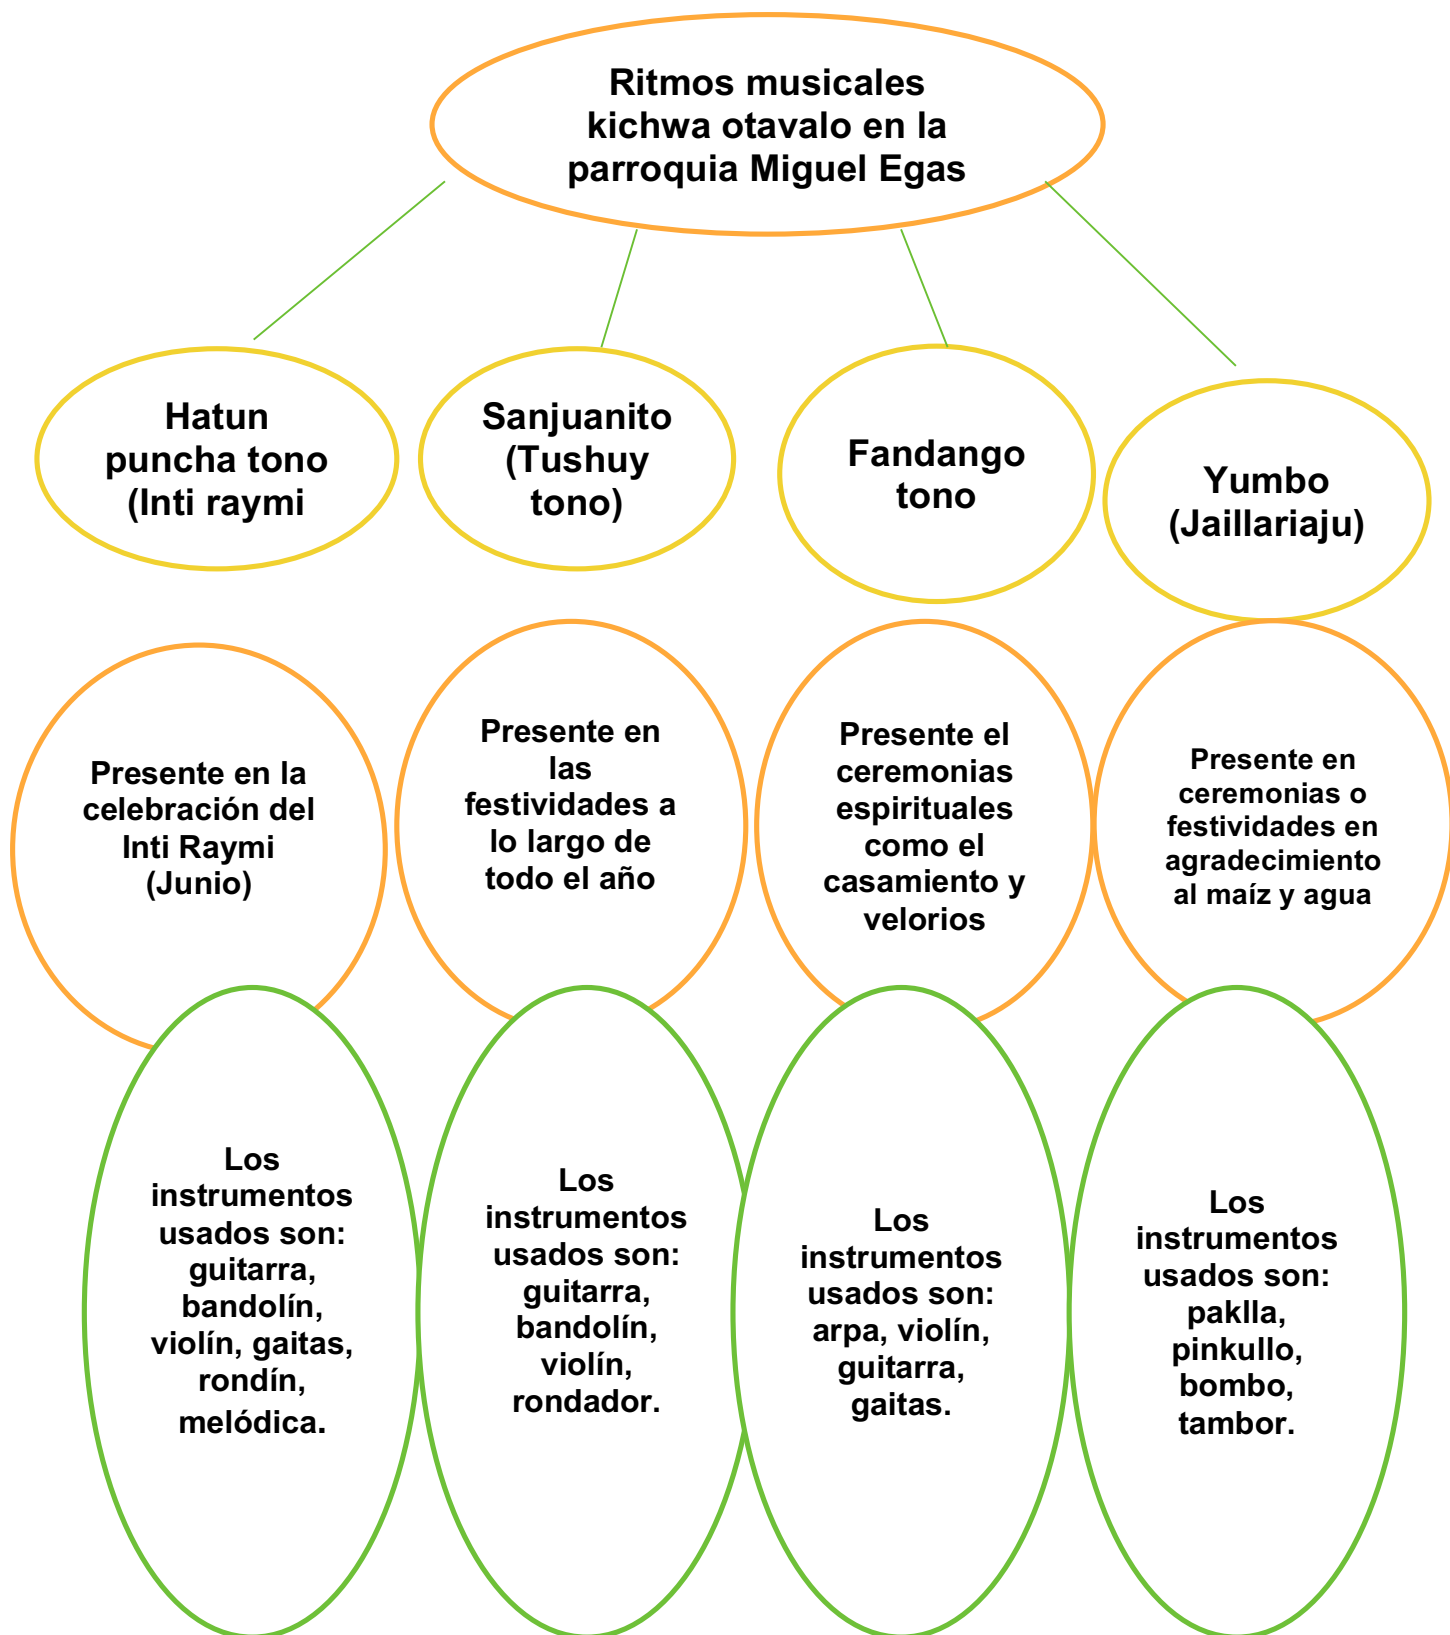 Ritmos musicales
kichwa otavalo en la
parroquia Miguel Egas
Hatun
puncha tono
(Inti raymi
Sanjuanito
(Tushuy
tono)
Fandango
tono
Yumbo
(Jaillariaju)
Presente en la
celebración del
Inti Raymi
(Junio)
Presente en
las
festividades a
lo largo de
todo el año
Presente el
ceremonias
espirituales
como el
casamiento y
velorios
Presente en
ceremonias o
festividades en
agradecimiento
al maíz y agua
Los
instrumentos
usados son:
guitarra,
bandolín,
violín, gaitas,
rondín,
melódica.
Los
instrumentos
usados son:
guitarra,
bandolín,
violín,
rondador.
Los
instrumentos
usados son:
arpa, violín,
guitarra,
gaitas.
Los
instrumentos
usados son:
paklla,
pinkullo,
bombo,
tambor.